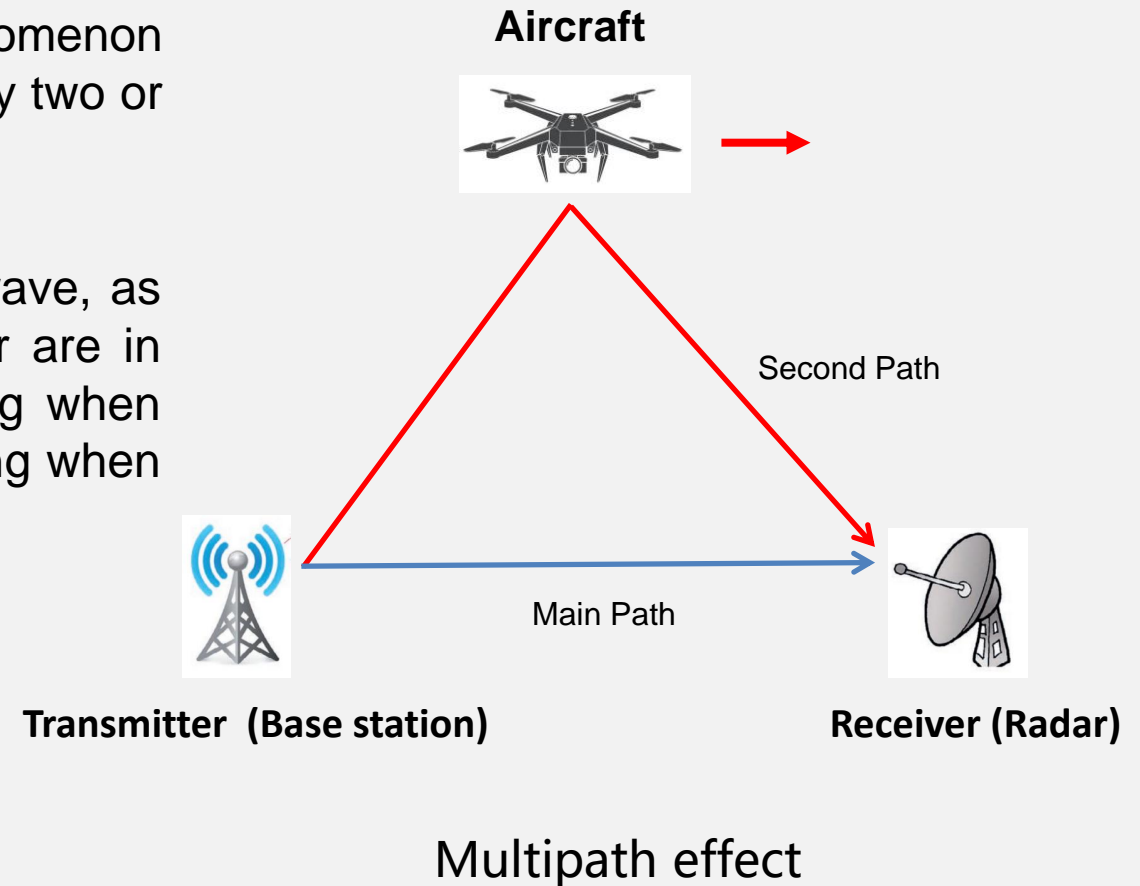 omenon
y two or
ave, as
r are in
g when
ng when
Aircraft
Second Path
Main Path
Transmitter (Base station)
Receiver (Radar)
Multipath effect